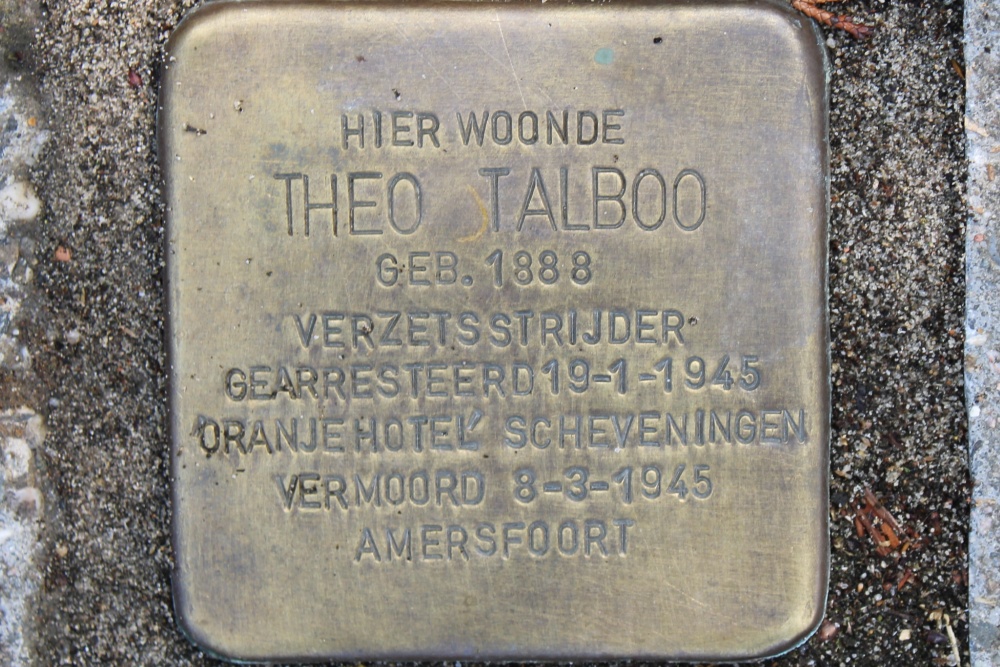 HIER WOONDE
THEO TALBOO
GEB. 1888
VERZETSSTRIJDER
GEARRESTEERD 19-1-1945
'ORANJEHOTEL' SCHEVENINGEN
VERMOORD 8-3-1945
AMERSFOORT